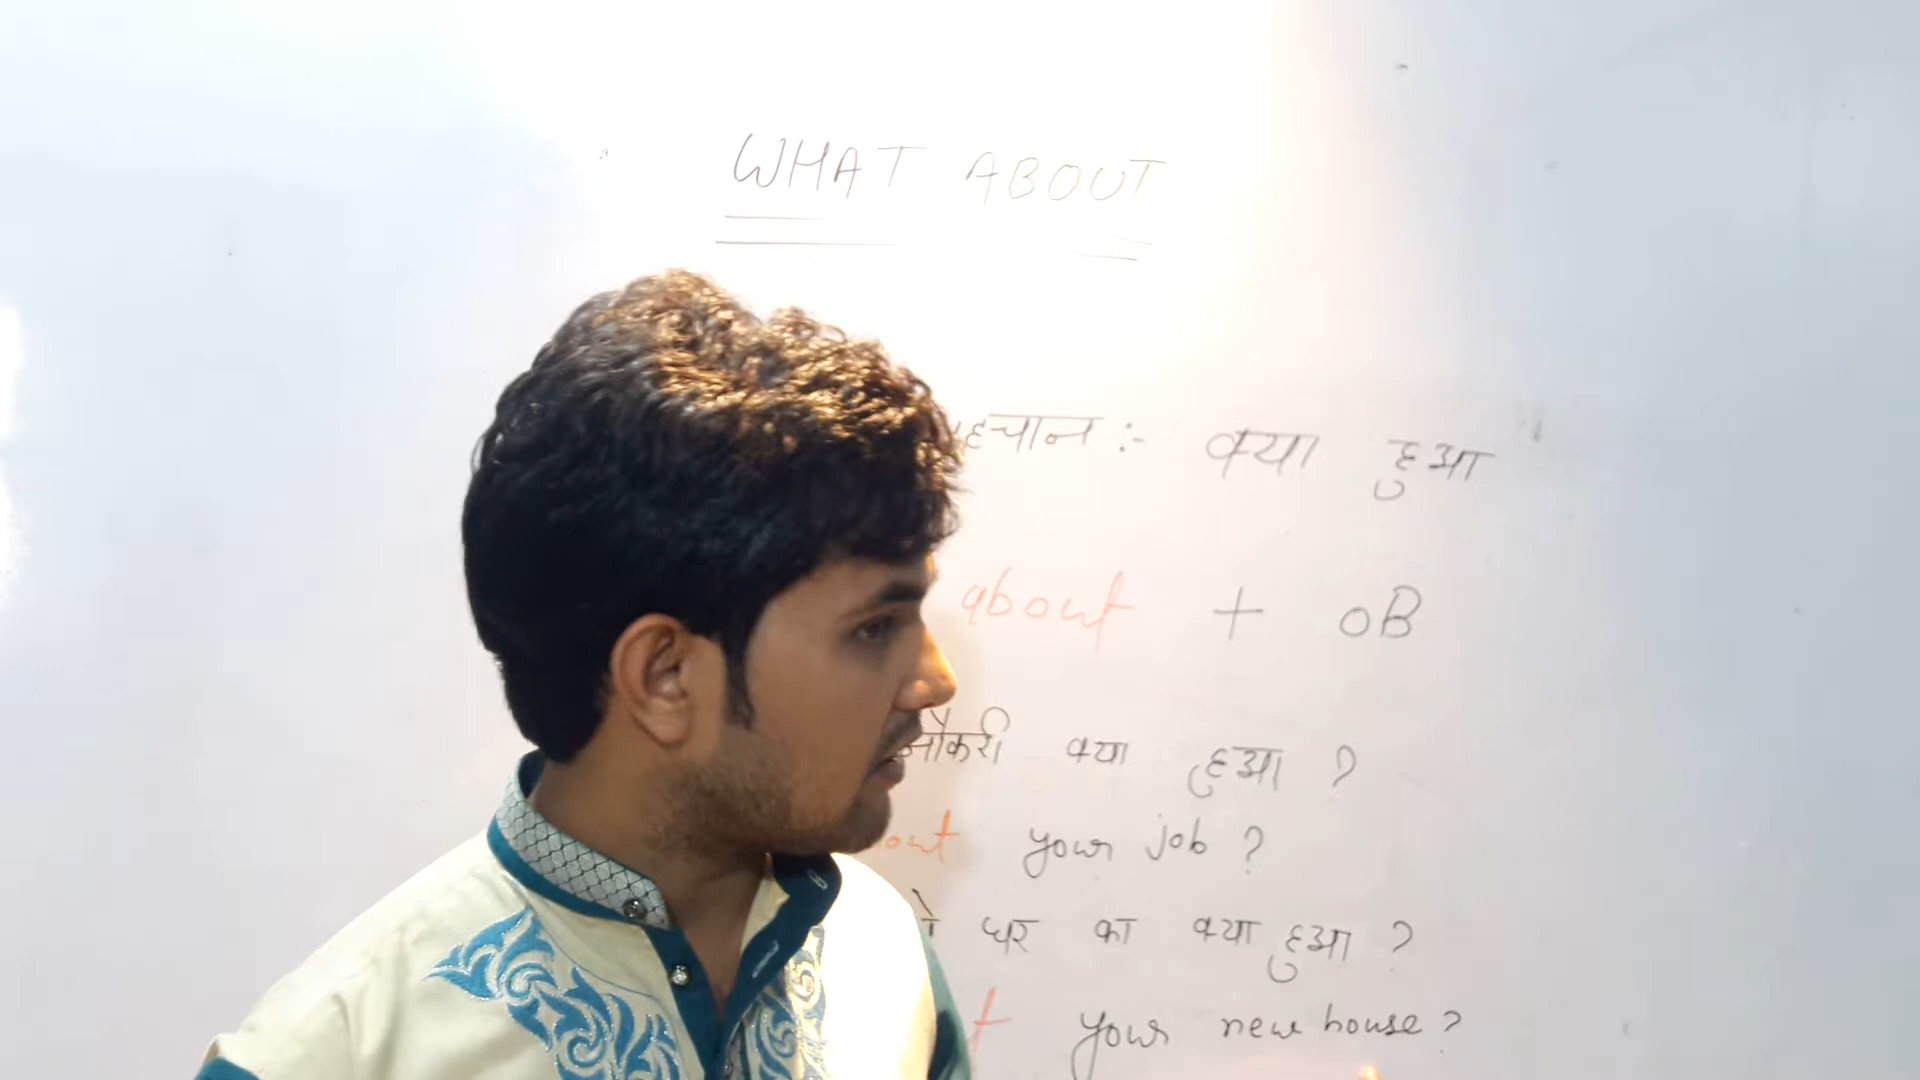 WHAT ABOUT
हचान :- क्या हुआ
about + OB
नौकरी क्या हुआ ?
out your job ?
घर का क्या हुआ ?
t your new house ?